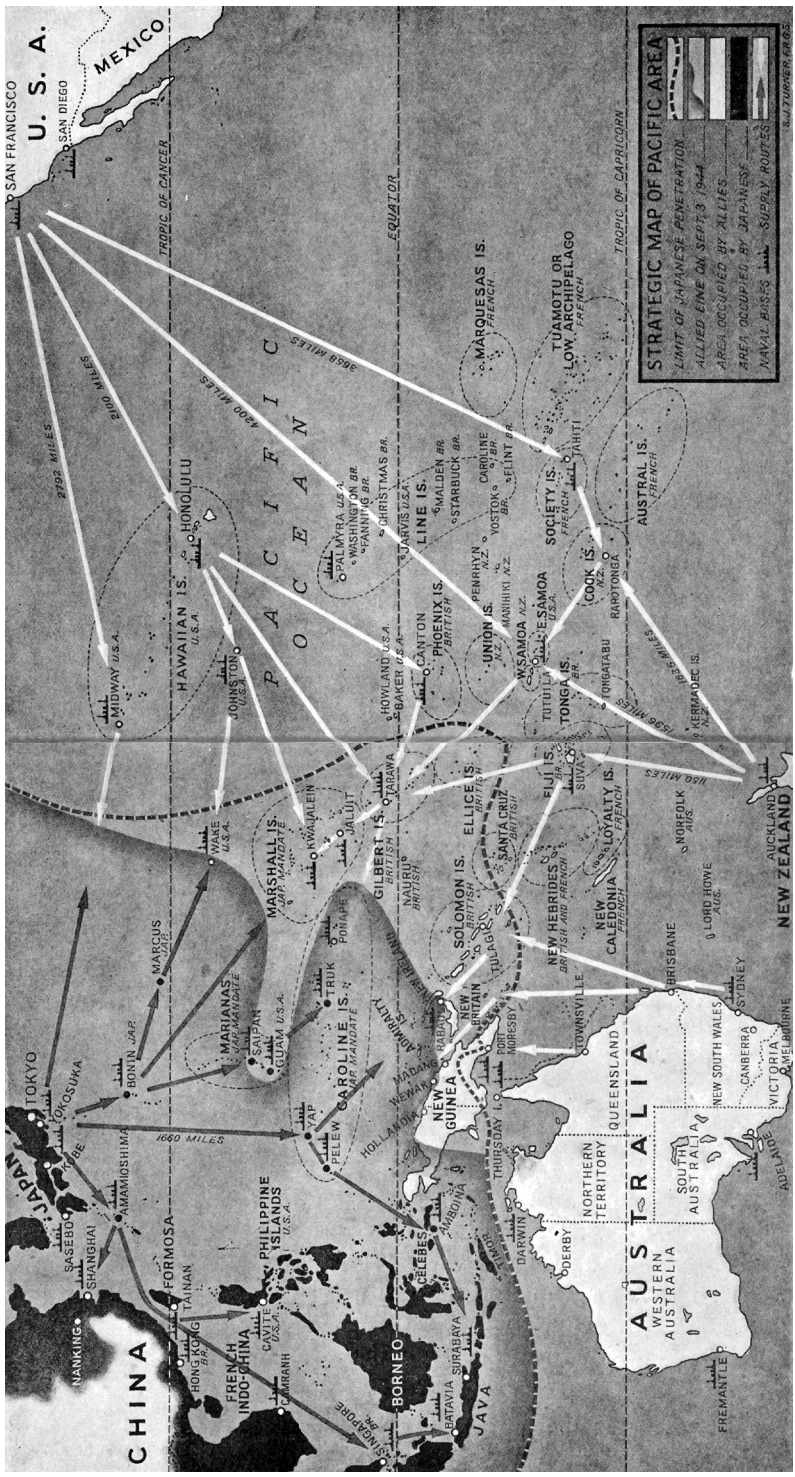 STRATEGIC MAP OF PACIFIC AREA
LIMIT OF JAPANESE PENETRATION
ALLIED LINE ON SEPT. 3 1944
AREA OCCUPIED BY ALLIES
AREA OCCUPIED BY JAPANESE
NAVAL BASES
SUPPLY ROUTES
S.J. TURNER, F.R.G.S.
CHINA
NANKING
SHANGHAI
SASEBO
JAPAN
KOBE
TOKYO
YOKOSUKA
AMAMIOSHIMA
FORMOSA
TAINAN
HONG KONG
BR.
FRENCH
INDO-CHINA
CAMRANH
PHILIPPINE
ISLANDS
U.S.A.
CAVITE
U.S.A.
SINGAPORE
BR.
BORNEO
BATAVIA
SURABAYA
JAVA
CELEBES
AMBOINA
TIMOR
BONIN JAP.
MARCUS
JAP.
1660 MILES
MARIANAS
JAP. MANDATE
SAIPAN
GUAM U.S.A.
YAP
PELEW
CAROLINE IS.
JAP. MANDATE
TRUK
PONAPE
WAKE
U.S.A.
MARSHALL IS.
JAP. MANDATE
KWAJALEIN
JALUIT
GILBERT IS.
BRITISH
TARAWA
NAURU
BRITISH
ADMIRALTY
IS.
NEW IRELAND
RABAUL
NEW
BRITAIN
MADANG
WEWAK
HOLLANDIA
NEW
GUINEA
PORT
MORESBY
THURSDAY I.
SOLOMON IS.
BRITISH
TULAGI
ELLICE IS.
BRITISH
SANTA CRUZ
BRITISH
NEW HEBRIDES
BRITISH AND FRENCH
NEW
CALEDONIA
FRENCH
LOYALTY IS.
FRENCH
FIJI IS.
BR.
SUVA
NORFOLK
AUS.
LORD HOWE
AUS.
DARWIN
DERBY
NORTHERN
TERRITORY
QUEENSLAND
TOWNSVILLE
AUSTRALIA
WESTERN
AUSTRALIA
SOUTH
AUSTRALIA
NEW SOUTH WALES
VICTORIA
FREMANTLE
ADELAIDE
MELBOURNE
CANBERRA
SYDNEY
BRISBANE
AUCKLAND
NEW ZEALAND
1150 MILES
1596 MILES
1636 MILES
KERMADEC IS.
N.Z.
TONGATABU
TONGA IS.
BR.
TUTUILA
W. SAMOA N.Z.
E. SAMOA
U.S.A.
UNION IS.
N.Z.
MANIHIKI N.Z.
PENRHYN
N.Z.
COOK IS.
N.Z.
RAROTONGA
SOCIETY IS.
FRENCH
TAHITI
AUSTRAL IS.
FRENCH
TUAMOTU OR
LOW ARCHIPELAGO
FRENCH
MARQUESAS IS.
FRENCH
CAROLINE
BR.
FLINT BR.
VOSTOK
BR.
STARBUCK BR.
MALDEN BR.
LINE IS.
JARVIS U.S.A.
CHRISTMAS BR.
FANNING BR.
WASHINGTON BR.
PALMYRA U.S.A.
HOWLAND U.S.A.
BAKER U.S.A.
CANTON
PHOENIX IS.
BRITISH
JOHNSTON
U.S.A.
MIDWAY U.S.A.
HAWAIIAN IS.
U.S.A.
HONOLULU
PACIFIC
OCEAN
2792 MILES
2100 MILES
4200 MILES
3658 MILES
TROPIC OF CANCER
EQUATOR
TROPIC OF CAPRICORN
SAN FRANCISCO
U. S. A.
SAN DIEGO
MEXICO